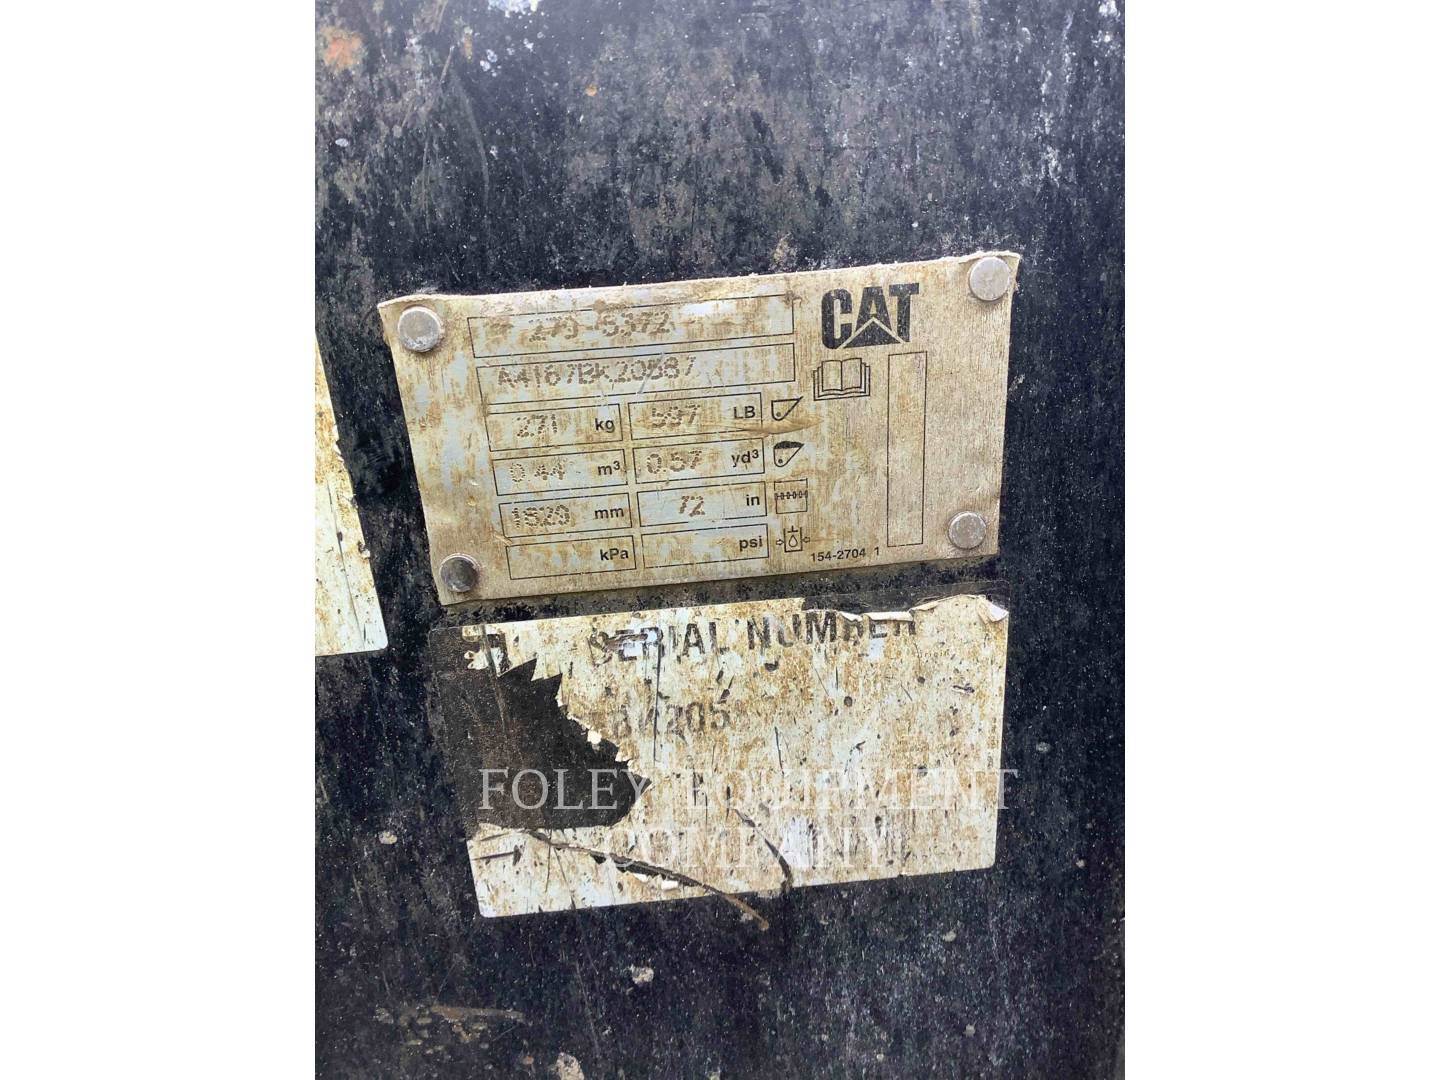 CAT
279-5372
A4167BK20587
271 kg 597 LB
0.44 m³ 0.57 yd³
1829 mm 72 in
kPa psi
154-2704 1
SERIAL NUMBER
FOLEY EQUIPMENT
COMPANY